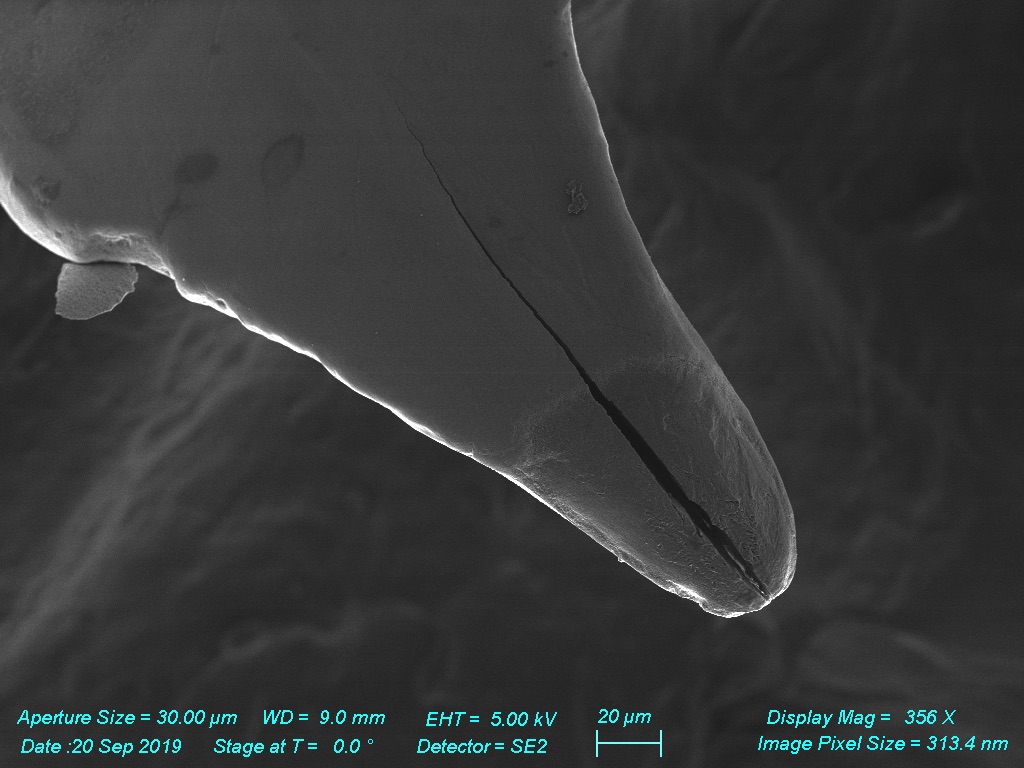 Aperture Size = 30.00 µm WD = 9.0 mm EHT = 5.00 kV 20 µm Display Mag = 356 X
Date :20 Sep 2019 Stage at T = 0.0 ° Detector = SE2 Image Pixel Size = 313.4 nm